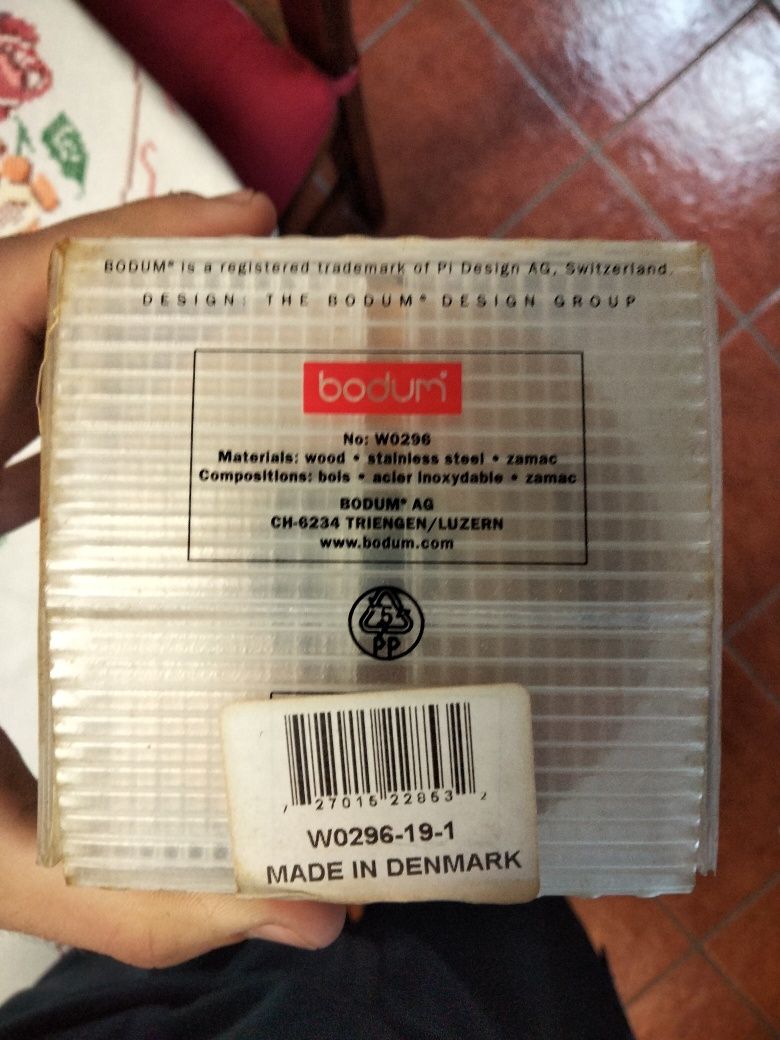 BODUM® is a registered trademark of Pi Design AG, Switzerland.
DESIGN: THE BODUM® DESIGN GROUP
bodum®
No: W0296
Materials: wood • stainless steel • zamac
Compositions: bois • acier inoxydable • zamac
BODUM® AG
CH-6234 TRIENGEN/LUZERN
www.bodum.com
5
PP
7 27015 22853 2
W0296-19-1
MADE IN DENMARK